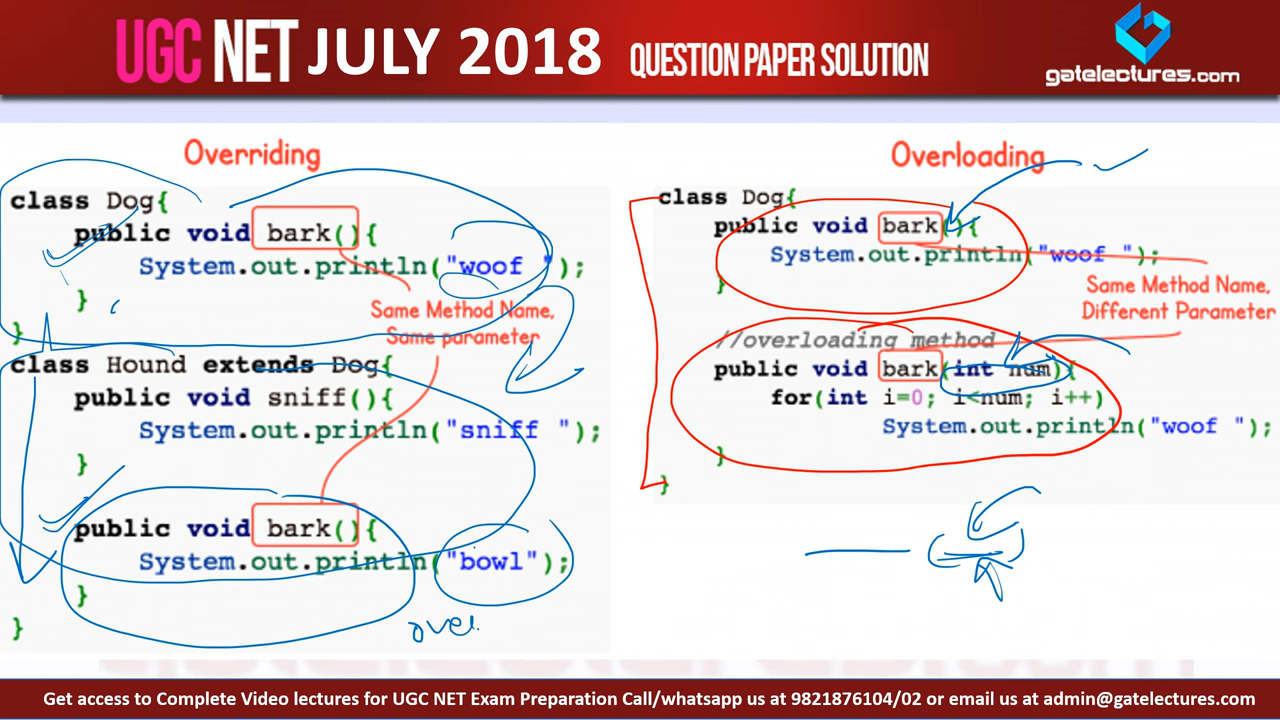 UGC NET JULY 2018 QUESTION PAPER SOLUTION
gatelectures.com
Overriding
class Dog{
public void bark(){
System.out.println("woof ");
}
}
Same Method Name,
Same parameter
class Hound extends Dog{
public void sniff(){
System.out.println("sniff ");
}
public void bark(){
System.out.println("bowl");
}
}
over
Overloading
class Dog{
public void bark(){
System.out.println("woof ");
}
Same Method Name,
Different Parameter
//overloading method
public void bark(int num){
for(int i=0; i<num; i++)
System.out.println("woof ");
}
}
Get access to Complete Video lectures for UGC NET Exam Preparation Call/whatsapp us at 9821876104/02 or email us at admin@gatelectures.com